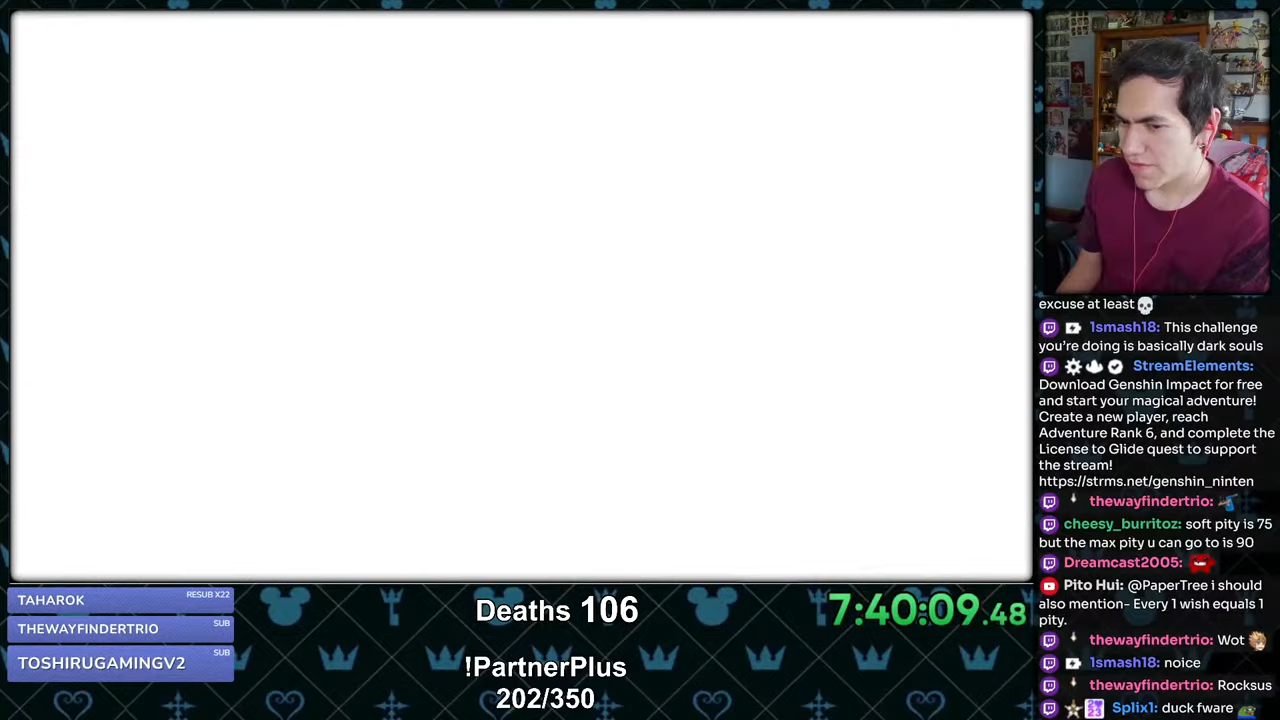 excuse at least
1smash18: This challenge
you're doing is basically dark souls
StreamElements:
Download Genshin Impact for free
and start your magical adventure!
Create a new player, reach
Adventure Rank 6, and complete the
License to Glide quest to support
the stream!
https://strms.net/genshin_ninten
thewayfindertrio:
cheesy_burritoz: soft pity is 75
but the max pity u can go to is 90
Dreamcast2005:
Pito Hui: @PaperTree i should
also mention- Every 1 wish equals 1
pity.
thewayfindertrio: Wot
1smash18: noice
thewayfindertrio: Rocksus
Splix1: duck fware
TAHAROK RESUB X22
THEWAYFINDERTRIO SUB
TOSHIRUGAMINGV2 SUB
Deaths 106
!PartnerPlus
202/350
7:40:09.48